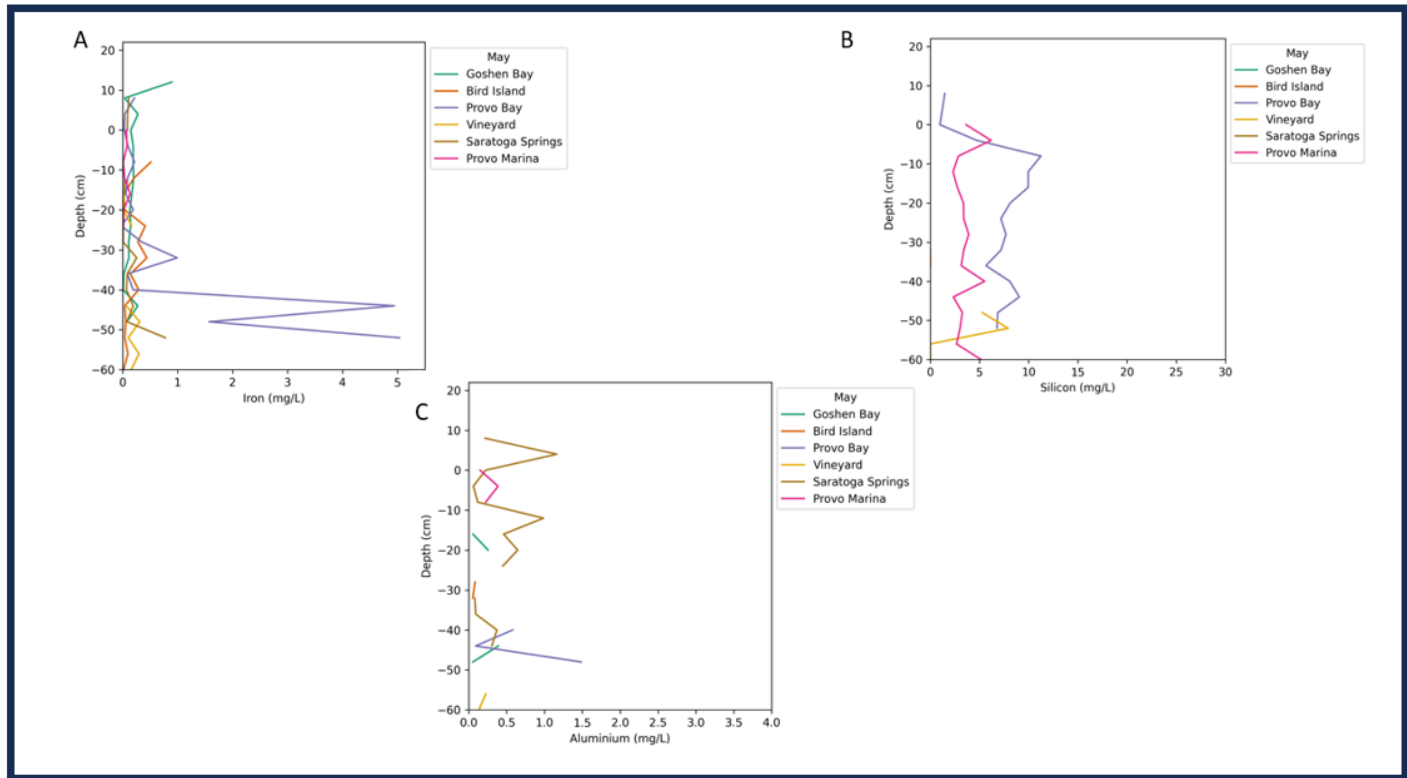 A
20
10
0
−10
−20
−30
−40
−50
−60
Depth (cm)
0 1 2 3 4 5
Iron (mg/L)
May
Goshen Bay
Bird Island
Provo Bay
Vineyard
Saratoga Springs
Provo Marina
B
20
10
0
−10
−20
−30
−40
−50
−60
Depth (cm)
0 5 10 15 20 25 30
Silicon (mg/L)
May
Goshen Bay
Bird Island
Provo Bay
Vineyard
Saratoga Springs
Provo Marina
C
20
10
0
−10
−20
−30
−40
−50
−60
Depth (cm)
0.0 0.5 1.0 1.5 2.0 2.5 3.0 3.5 4.0
Aluminium (mg/L)
May
Goshen Bay
Bird Island
Provo Bay
Vineyard
Saratoga Springs
Provo Marina